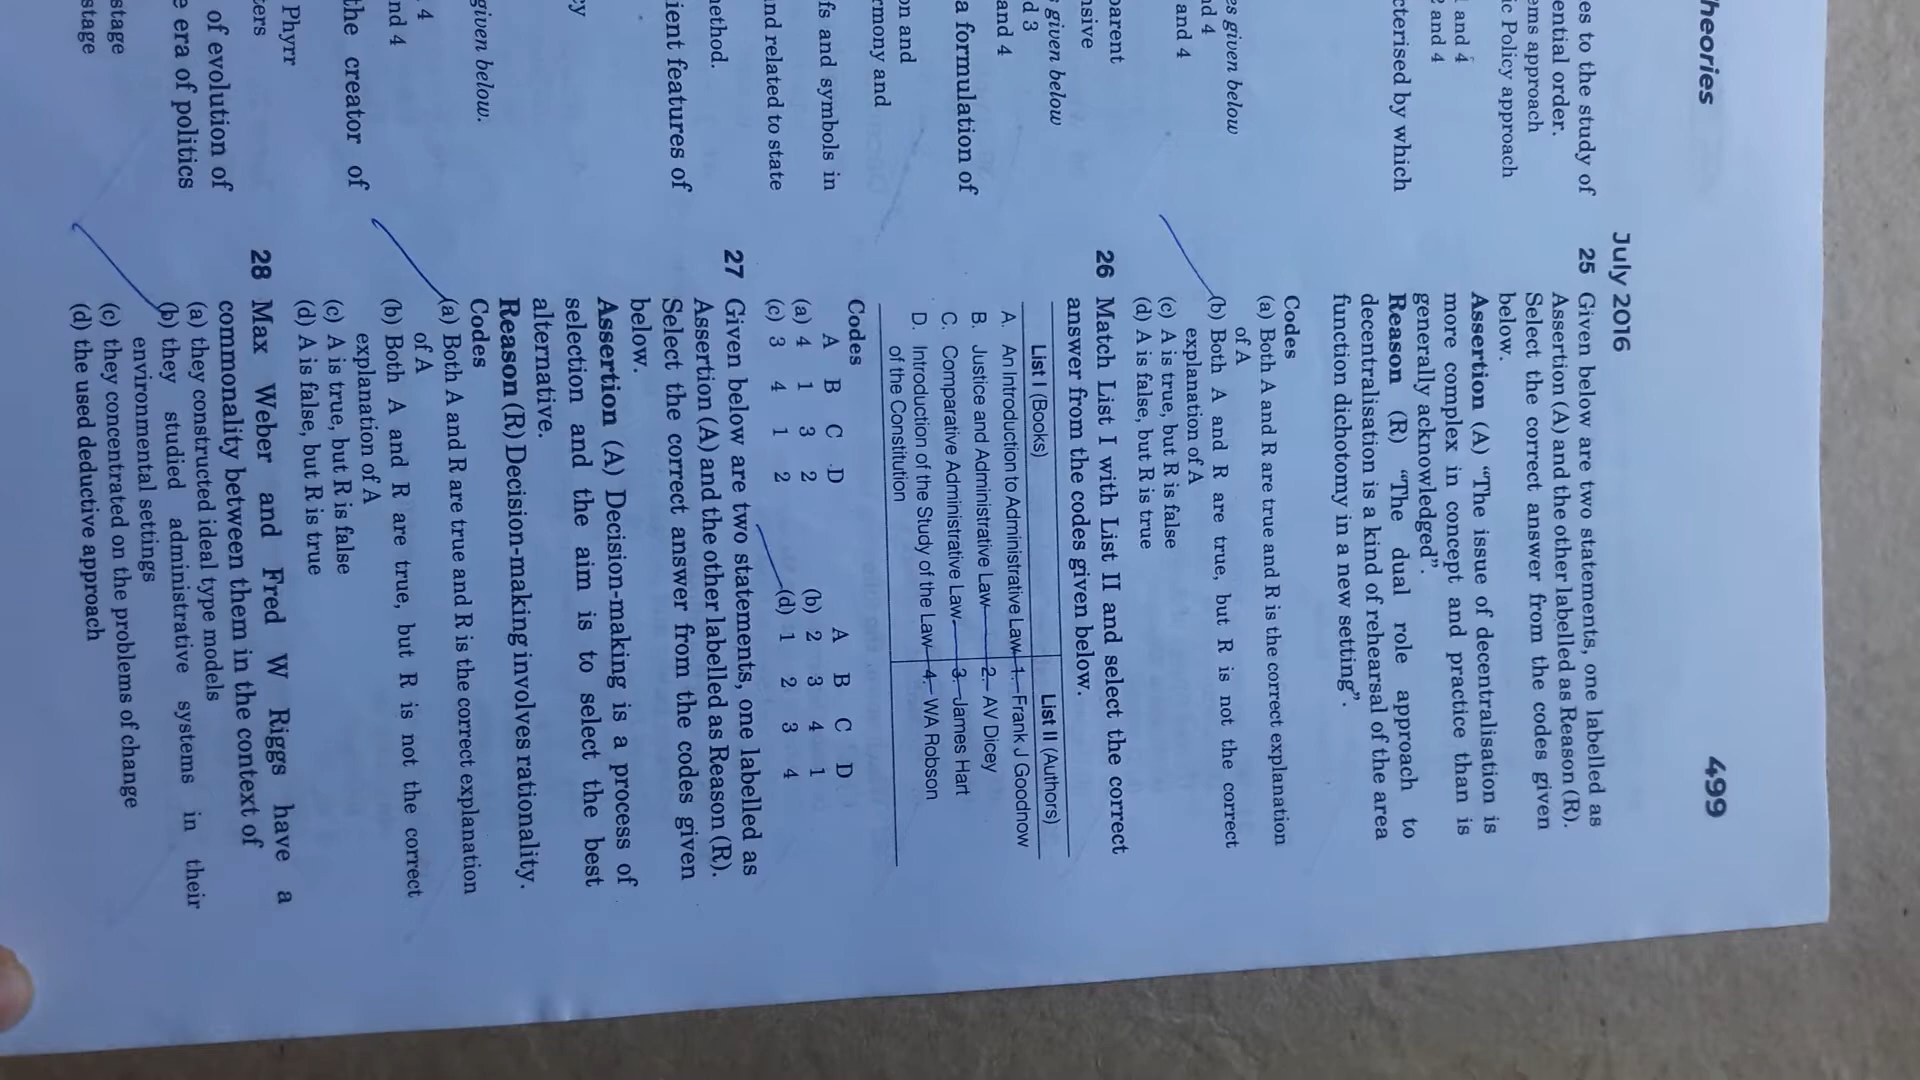 heories
499
es to the study of
ential order.
ems approach
ic Policy approach
and 4
2 and 4
cterised by which
es given below
nd 4
and 4
parent
nsive
s given below
d 3
and 4
a formulation of
on and
rmony and
fs and symbols in
nd related to state
nethod.
ient features of
cy
given below.
4
nd 4
the creator of
Phyrr
ters
of evolution of
e era of politics
stage
stage
July 2016
25 Given below are two statements, one labelled as
Assertion (A) and the other labelled as Reason (R).
Select the correct answer from the codes given
below.
Assertion (A) “The issue of decentralisation is
more complex in concept and practice than is
generally acknowledged”.
Reason (R) “The dual role approach to
decentralisation is a kind of rehearsal of the area
function dichotomy in a new setting”.
Codes
(a) Both A and R are true and R is the correct explanation
of A
(b) Both A and R are true, but R is not the correct
explanation of A
(c) A is true, but R is false
(d) A is false, but R is true
26 Match List I with List II and select the correct
answer from the codes given below.
List I (Books) List II (Authors)
A. An Introduction to Administrative Law 1. Frank J Goodnow
B. Justice and Administrative Law 2. AV Dicey
C. Comparative Administrative Law 3. James Hart
D. Introduction of the Study of the Law 4. WA Robson
of the Constitution
Codes
A B C D A B C D
(a) 4 1 3 2 (b) 2 3 4 1
(c) 3 4 1 2 (d) 1 2 3 4
27 Given below are two statements, one labelled as
Assertion (A) and the other labelled as Reason (R).
Select the correct answer from the codes given
below.
Assertion (A) Decision-making is a process of
selection and the aim is to select the best
alternative.
Reason (R) Decision-making involves rationality.
Codes
(a) Both A and R are true and R is the correct explanation
of A
(b) Both A and R are true, but R is not the correct
explanation of A
(c) A is true, but R is false
(d) A is false, but R is true
28 Max Weber and Fred W Riggs have a
commonality between them in the context of
(a) they constructed ideal type models
(b) they studied administrative systems in their
environmental settings
(c) they concentrated on the problems of change
(d) the used deductive approach